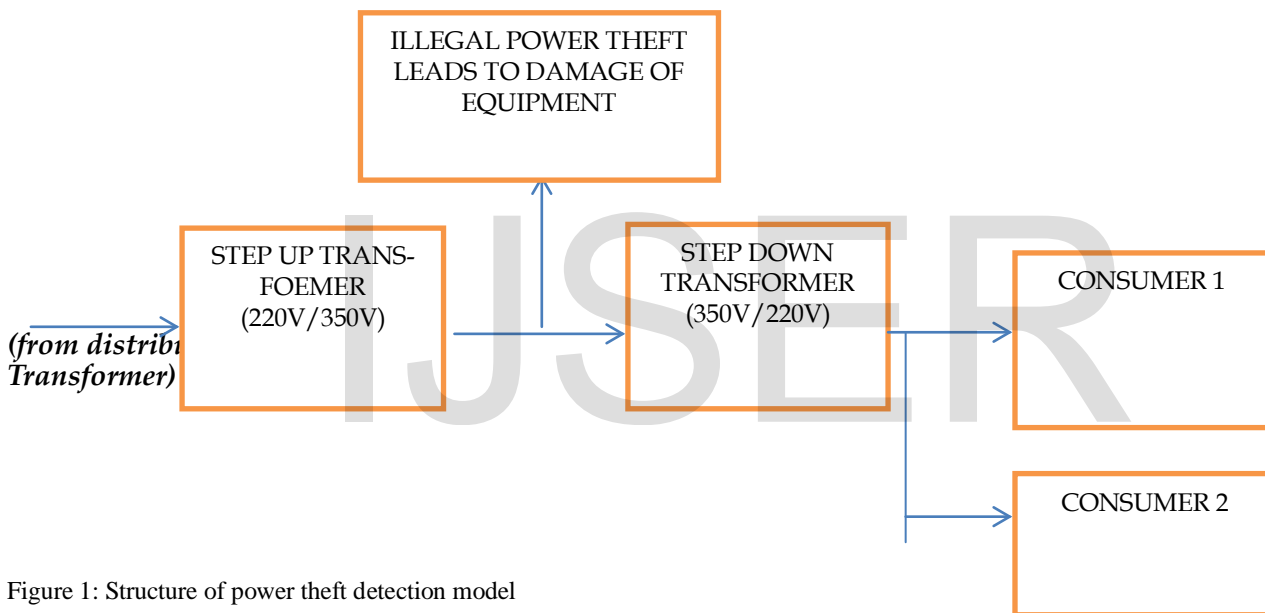 ILLEGAL POWER THEFT
LEADS TO DAMAGE OF
EQUIPMENT
STEP UP TRANS-
FOEMER
(220V/350V)
STEP DOWN
TRANSFORMER
(350V/220V)
CONSUMER 1
(from distrib
Transformer)
CONSUMER 2
IJSER
Figure 1: Structure of power theft detection model